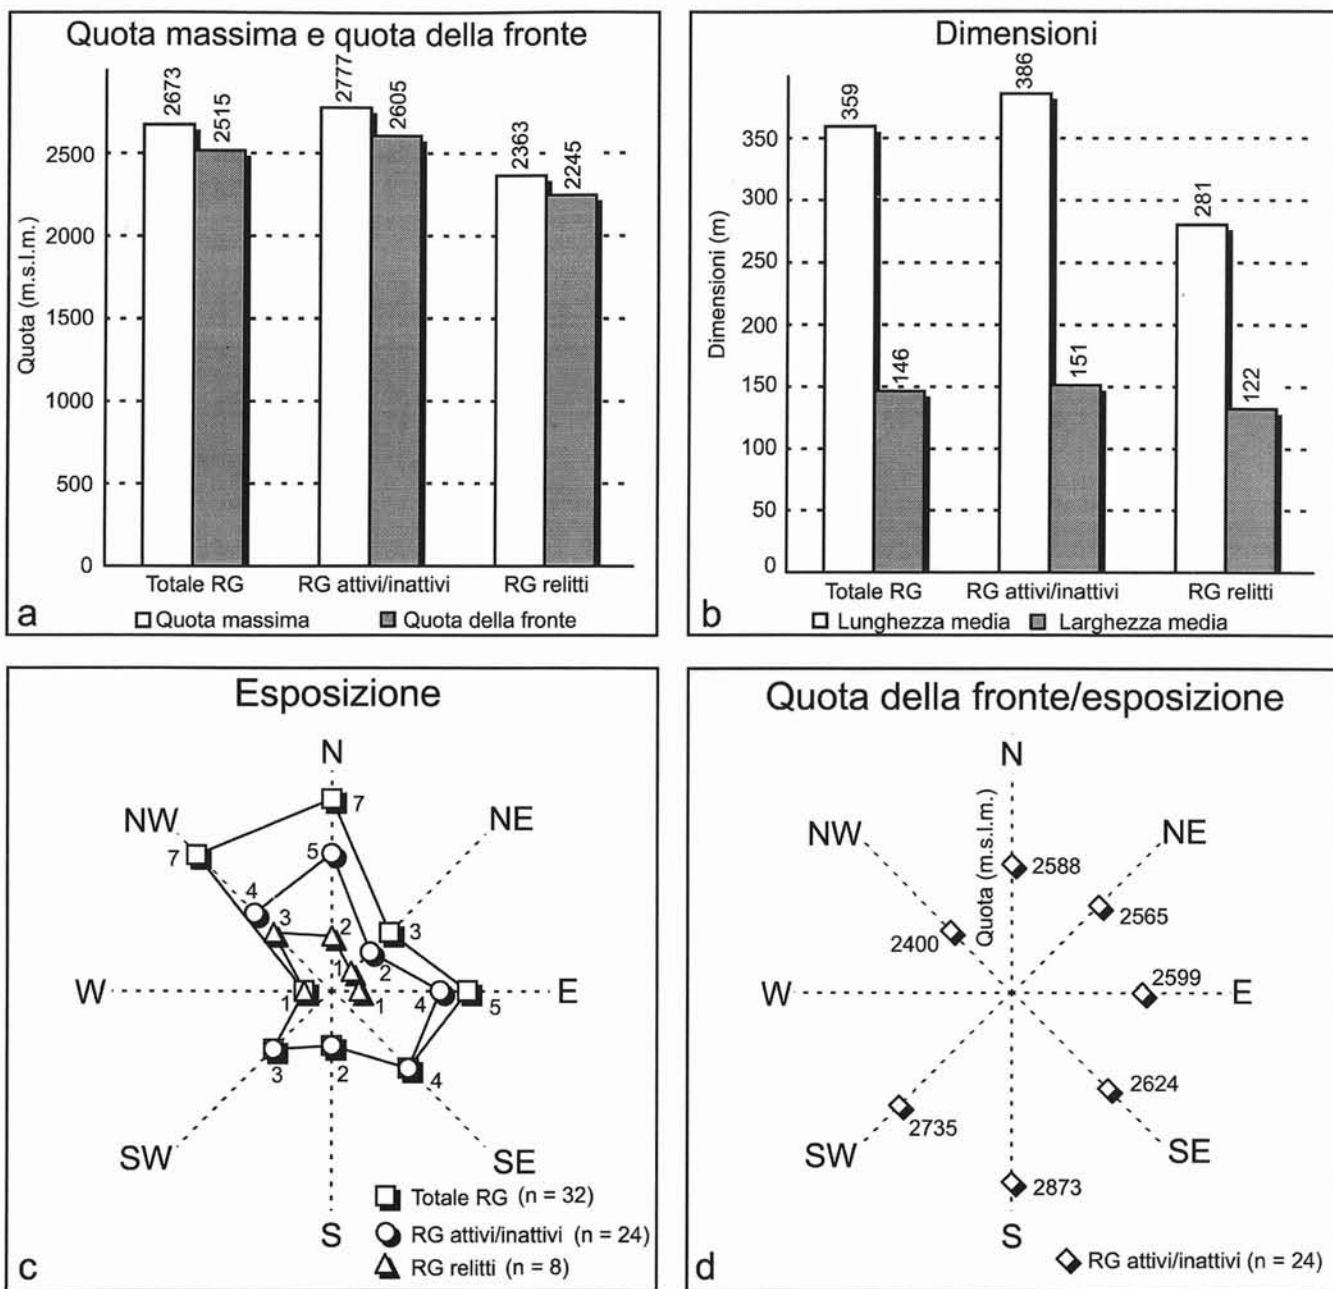 Quota massima e quota della fronte
2673
2515
2777
2605
2363
2245
Quota (m.s.l.m.)
2500
2000
1500
1000
500
0
Totale RG
RG attivi/inattivi
RG relitti
a
Quota massima
Quota della fronte
Dimensioni
359
146
386
151
281
122
Dimensioni (m)
350
300
250
200
150
100
50
0
Totale RG
RG attivi/inattivi
RG relitti
b
Lunghezza media
Larghezza media
Esposizione
N
NW
NE
7
7
5
4
3
2
3
1
2
W
1
1
4
5
E
3
2
4
SW
SE
S
Totale RG (n = 32)
RG attivi/inattivi (n = 24)
RG relitti (n = 8)
c
Quota della fronte/esposizione
N
Quota (m.s.l.m.)
NW
NE
2588
2565
2400
2599
W
E
2624
2735
SW
SE
2873
S
RG attivi/inattivi (n = 24)
d